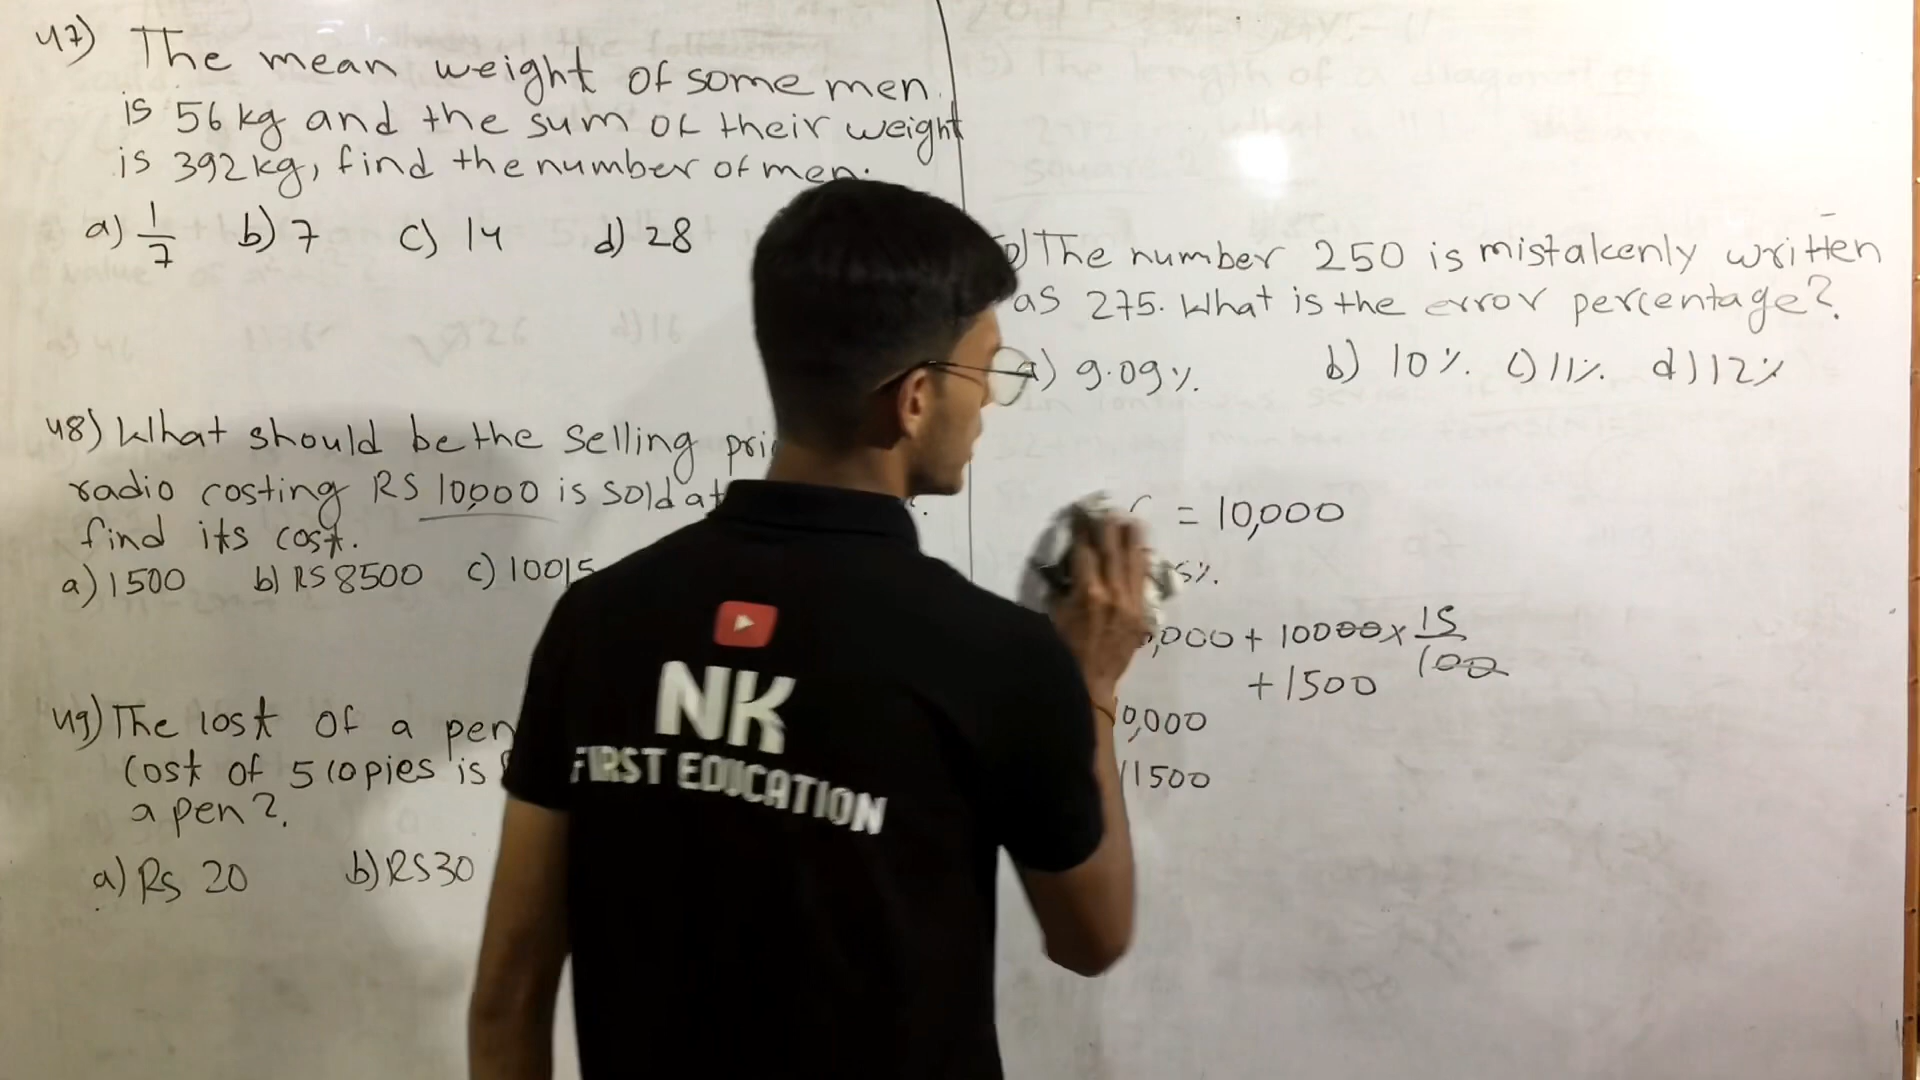 47) The mean weight of some men
is 56 kg and the sum of their weight
is 392 kg, find the number of men.
a) 1/7 b) 7 c) 14 d) 28
48) What should be the selling
radio costing RS 10,000 is sold at
find its cost.
a) 1500 b) RS 8500 c) 10015
49) The cost of a pen
cost of 5 copies is
a pen?.
a) Rs 20 b) RS 30
The number 250 is mistakenly written
as 275. What is the error percentage?
a) 9.09%. b) 10%. c) 11%. d) 12%
= 10,000
5%.
,000 + 10000 × 15/100
+1500
0,000
11500
NK
FIRST EDUCATION